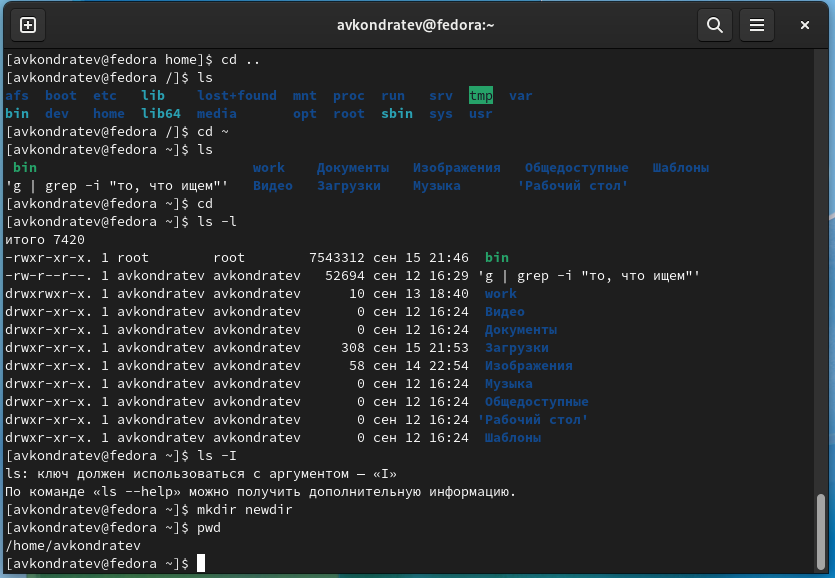 avkondratev@fedora:~
[avkondratev@fedora home]$ cd ..
[avkondratev@fedora /]$ ls
afs  boot  etc   lib    lost+found  mnt  proc  run   srv  tmp  var
bin  dev   home  lib64  media       opt  root  sbin  sys  usr
[avkondratev@fedora /]$ cd ~
[avkondratev@fedora ~]$ ls
 bin                           work    Документы   Изображения   Общедоступные   Шаблоны
'g | grep -i "то, что ищем"'   Видео   Загрузки    Музыка       'Рабочий стол'
[avkondratev@fedora ~]$ cd
[avkondratev@fedora ~]$ ls -l
итого 7420
-rwxr-xr-x. 1 root        root        7543312 сен 15 21:46  bin
-rw-r--r--. 1 avkondratev avkondratev   52694 сен 12 16:29 'g | grep -i "то, что ищем"'
drwxrwxr-x. 1 avkondratev avkondratev      10 сен 13 18:40  work
drwxr-xr-x. 1 avkondratev avkondratev       0 сен 12 16:24  Видео
drwxr-xr-x. 1 avkondratev avkondratev       0 сен 12 16:24  Документы
drwxr-xr-x. 1 avkondratev avkondratev     308 сен 15 21:53  Загрузки
drwxr-xr-x. 1 avkondratev avkondratev      58 сен 14 22:54  Изображения
drwxr-xr-x. 1 avkondratev avkondratev       0 сен 12 16:24  Музыка
drwxr-xr-x. 1 avkondratev avkondratev       0 сен 12 16:24  Общедоступные
drwxr-xr-x. 1 avkondratev avkondratev       0 сен 12 16:24 'Рабочий стол'
drwxr-xr-x. 1 avkondratev avkondratev       0 сен 12 16:24  Шаблоны
[avkondratev@fedora ~]$ ls -I
ls: ключ должен использоваться с аргументом — «I»
По команде «ls --help» можно получить дополнительную информацию.
[avkondratev@fedora ~]$ mkdir newdir
[avkondratev@fedora ~]$ pwd
/home/avkondratev
[avkondratev@fedora ~]$